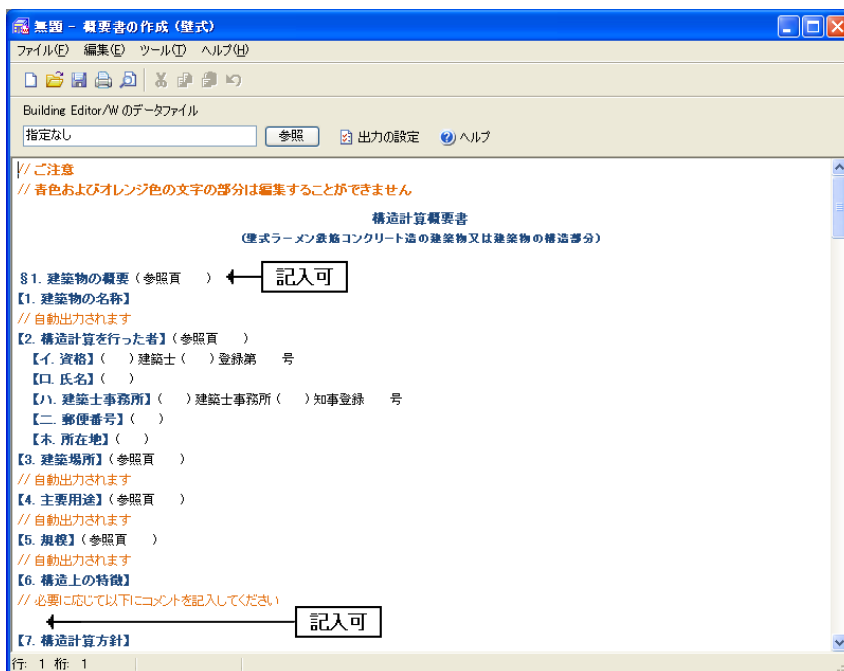 無題 - 概要書の作成（壁式）
ファイル(F) 編集(E) ツール(T) ヘルプ(H)
Building Editor/W のデータファイル
指定なし 参照 出力の設定 ヘルプ
// ご注意
// 青色およびオレンジ色の文字の部分は編集することができません
構造計算概要書
（壁式ラーメン鉄筋コンクリート造の建築物又は建築物の構造部分）
§1. 建築物の概要（参照頁　　） 記入可
【1. 建築物の名称】
// 自動出力されます
【2. 構造計算を行った者】（参照頁　　）
【イ. 資格】（　　）建築士（　　）登録第　　号
【ロ. 氏名】（　　）
【ハ. 建築士事務所】（　　）建築士事務所（　　）知事登録　　号
【ニ. 郵便番号】（　　）
【ホ. 所在地】（　　）
【3. 建築場所】（参照頁　　）
// 自動出力されます
【4. 主要用途】（参照頁　　）
// 自動出力されます
【5. 規模】（参照頁　　）
// 自動出力されます
【6. 構造上の特徴】
// 必要に応じて以下にコメントを記入してください
記入可
【7. 構造計算方針】
行: 1 桁: 1